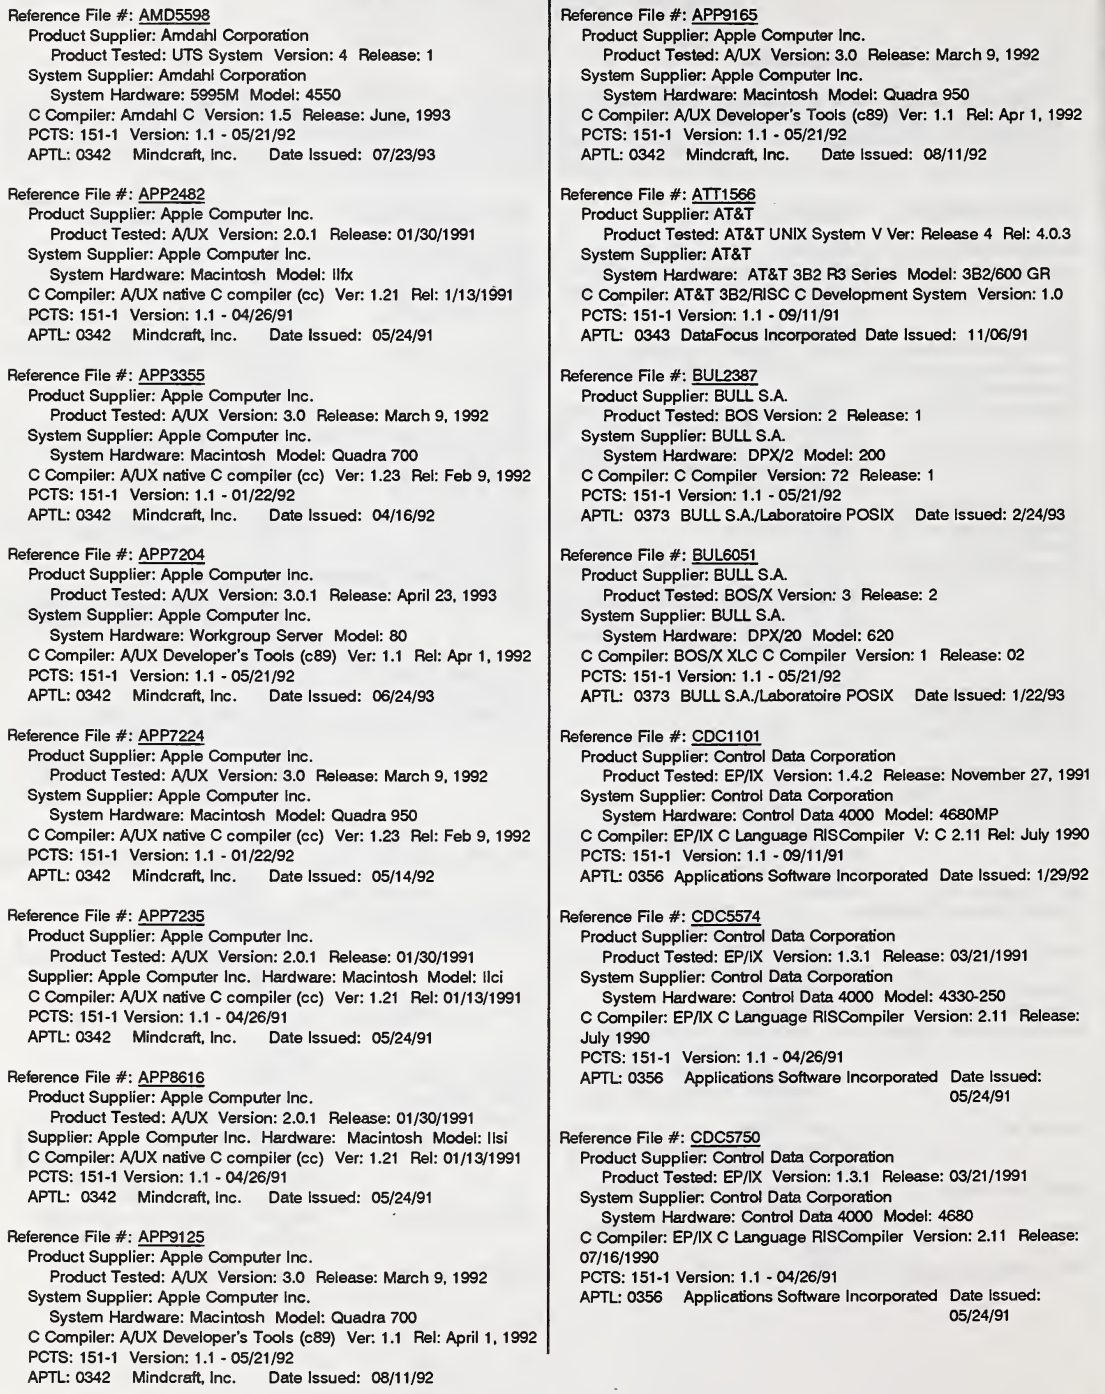 Reference File #: AMD5598
Product Supplier: Amdahl Corporation
Product Tested: UTS System Version: 4 Release: 1
System Supplier: Amdahl Corporation
System Hardware: 5995M Model: 4550
C Compiler: Amdahl C Version: 1.5 Release: June, 1993
PCTS: 151-1 Version: 1.1 - 05/21/92
APTL: 0342 Mindcraft, Inc. Date Issued: 07/23/93
Reference File #: APP2482
Product Supplier: Apple Computer Inc.
Product Tested: A/UX Version: 2.0.1 Release: 01/30/1991
System Supplier: Apple Computer Inc.
System Hardware: Macintosh Model: IIfx
C Compiler: A/UX native C compiler (cc) Ver: 1.21 Rel: 1/13/1991
PCTS: 151-1 Version: 1.1 - 04/26/91
APTL: 0342 Mindcraft, Inc. Date Issued: 05/24/91
Reference File #: APP3355
Product Supplier: Apple Computer Inc.
Product Tested: A/UX Version: 3.0 Release: March 9, 1992
System Supplier: Apple Computer Inc.
System Hardware: Macintosh Model: Quadra 700
C Compiler: A/UX native C compiler (cc) Ver: 1.23 Rel: Feb 9, 1992
PCTS: 151-1 Version: 1.1 - 01/22/92
APTL: 0342 Mindcraft, Inc. Date Issued: 04/16/92
Reference File #: APP7204
Product Supplier: Apple Computer Inc.
Product Tested: A/UX Version: 3.0.1 Release: April 23, 1993
System Supplier: Apple Computer Inc.
System Hardware: Workgroup Server Model: 80
C Compiler: A/UX Developer's Tools (c89) Ver: 1.1 Rel: Apr 1, 1992
PCTS: 151-1 Version: 1.1 - 05/21/92
APTL: 0342 Mindcraft, Inc. Date Issued: 06/24/93
Reference File #: APP7224
Product Supplier: Apple Computer Inc.
Product Tested: A/UX Version: 3.0 Release: March 9, 1992
System Supplier: Apple Computer Inc.
System Hardware: Macintosh Model: Quadra 950
C Compiler: A/UX native C compiler (cc) Ver: 1.23 Rel: Feb 9, 1992
PCTS: 151-1 Version: 1.1 - 01/22/92
APTL: 0342 Mindcraft, Inc. Date Issued: 05/14/92
Reference File #: APP7235
Product Supplier: Apple Computer Inc.
Product Tested: A/UX Version: 2.0.1 Release: 01/30/1991
Supplier: Apple Computer Inc. Hardware: Macintosh Model: IIci
C Compiler: A/UX native C compiler (cc) Ver: 1.21 Rel: 01/13/1991
PCTS: 151-1 Version: 1.1 - 04/26/91
APTL: 0342 Mindcraft, Inc. Date Issued: 05/24/91
Reference File #: APP8616
Product Supplier: Apple Computer Inc.
Product Tested: A/UX Version: 2.0.1 Release: 01/30/1991
Supplier: Apple Computer Inc. Hardware: Macintosh Model: IIsi
C Compiler: A/UX native C compiler (cc) Ver: 1.21 Rel: 01/13/1991
PCTS: 151-1 Version: 1.1 - 04/26/91
APTL: 0342 Mindcraft, Inc. Date Issued: 05/24/91
Reference File #: APP9125
Product Supplier: Apple Computer Inc.
Product Tested: A/UX Version: 3.0 Release: March 9, 1992
System Supplier: Apple Computer Inc.
System Hardware: Macintosh Model: Quadra 700
C Compiler: A/UX Developer's Tools (c89) Ver: 1.1 Rel: April 1, 1992
PCTS: 151-1 Version: 1.1 - 05/21/92
APTL: 0342 Mindcraft, Inc. Date Issued: 08/11/92
Reference File #: APP9165
Product Supplier: Apple Computer Inc.
Product Tested: A/UX Version: 3.0 Release: March 9, 1992
System Supplier: Apple Computer Inc.
System Hardware: Macintosh Model: Quadra 950
C Compiler: A/UX Developer's Tools (c89) Ver: 1.1 Rel: Apr 1, 1992
PCTS: 151-1 Version: 1.1 - 05/21/92
APTL: 0342 Mindcraft, Inc. Date Issued: 08/11/92
Reference File #: ATT1566
Product Supplier: AT&T
Product Tested: AT&T UNIX System V Ver: Release 4 Rel: 4.0.3
System Supplier: AT&T
System Hardware: AT&T 3B2 R3 Series Model: 3B2/600 GR
C Compiler: AT&T 3B2/RISC C Development System Version: 1.0
PCTS: 151-1 Version: 1.1 - 09/11/91
APTL: 0343 DataFocus Incorporated Date Issued: 11/06/91
Reference File #: BUL2387
Product Supplier: BULL S.A.
Product Tested: BOS Version: 2 Release: 1
System Supplier: BULL S.A.
System Hardware: DPX/2 Model: 200
C Compiler: C Compiler Version: 72 Release: 1
PCTS: 151-1 Version: 1.1 - 05/21/92
APTL: 0373 BULL S.A./Laboratoire POSIX Date Issued: 2/24/93
Reference File #: BUL6051
Product Supplier: BULL S.A.
Product Tested: BOS/X Version: 3 Release: 2
System Supplier: BULL S.A.
System Hardware: DPX/20 Model: 620
C Compiler: BOS/X XLC C Compiler Version: 1 Release: 02
PCTS: 151-1 Version: 1.1 - 05/21/92
APTL: 0373 BULL S.A./Laboratoire POSIX Date Issued: 1/22/93
Reference File #: CDC1101
Product Supplier: Control Data Corporation
Product Tested: EP/IX Version: 1.4.2 Release: November 27, 1991
System Supplier: Control Data Corporation
System Hardware: Control Data 4000 Model: 4680MP
C Compiler: EP/IX C Language RISCompiler V: C 2.11 Rel: July 1990
PCTS: 151-1 Version: 1.1 - 09/11/91
APTL: 0356 Applications Software Incorporated Date Issued: 1/29/92
Reference File #: CDC5574
Product Supplier: Control Data Corporation
Product Tested: EP/IX Version: 1.3.1 Release: 03/21/1991
System Supplier: Control Data Corporation
System Hardware: Control Data 4000 Model: 4330-250
C Compiler: EP/IX C Language RISCompiler Version: 2.11 Release:
July 1990
PCTS: 151-1 Version: 1.1 - 04/26/91
APTL: 0356 Applications Software Incorporated Date Issued:
05/24/91
Reference File #: CDC5750
Product Supplier: Control Data Corporation
Product Tested: EP/IX Version: 1.3.1 Release: 03/21/1991
System Supplier: Control Data Corporation
System Hardware: Control Data 4000 Model: 4680
C Compiler: EP/IX C Language RISCompiler Version: 2.11 Release:
07/16/1990
PCTS: 151-1 Version: 1.1 - 04/26/91
APTL: 0356 Applications Software Incorporated Date Issued:
05/24/91